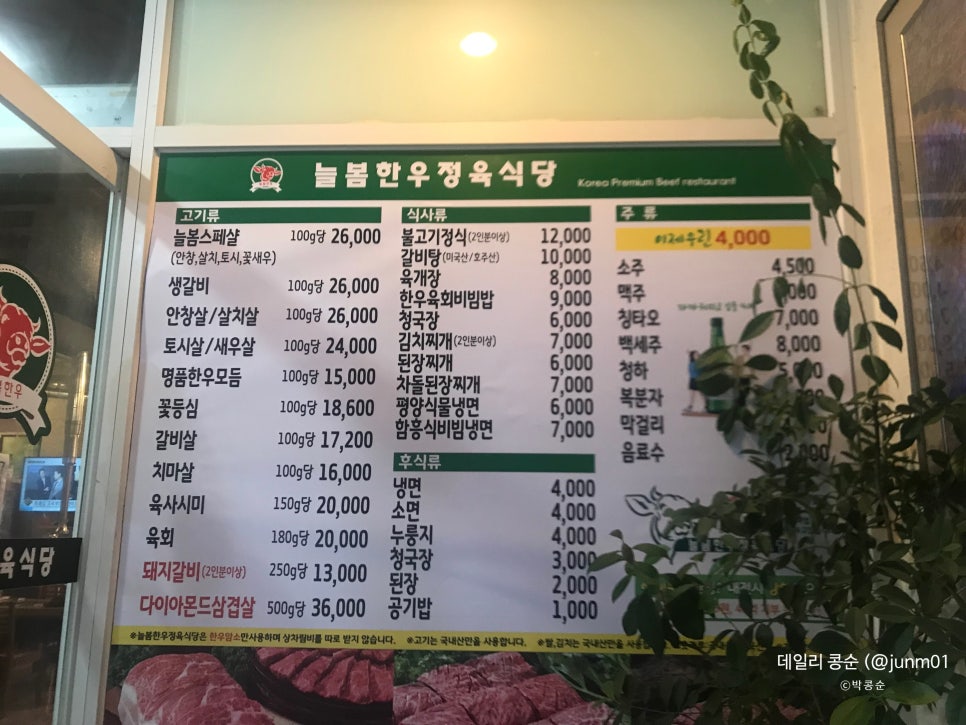 늘봄한우정육식당 Korea Premium Beef restaurant
고기류
늘봄스페샬 100g당 26,000
(안창,살치,토시,꽃새우)
생갈비 100g당 26,000
안창살/살치살 100g당 26,000
토시살/새우살 100g당 24,000
명품한우모듬 100g당 15,000
꽃등심 100g당 18,600
갈비살 100g당 17,200
치마살 100g당 16,000
육사시미 150g당 20,000
육회 180g당 20,000
돼지갈비(2인분이상) 250g당 13,000
다이아몬드삼겹살 500g당 36,000
식사류
불고기정식(2인분이상) 12,000
갈비탕(미국산/호주산) 10,000
육개장 8,000
한우육회비빔밥 9,000
청국장 6,000
김치찌개(2인분이상) 7,000
된장찌개 6,000
차돌된장찌개 7,000
평양식물냉면 6,000
함흥식비빔냉면 7,000
후식류
냉면 4,000
소면 4,000
누룽지 4,000
청국장 3,000
된장 2,000
공기밥 1,000
주 류
이제우린 4,000
소주 4,500
맥주
칭타오 7,000
백세주 8,000
청하
복분자
막걸리
음료수 2,000
※늘봄한우정육식당은 한우암소만사용하며 상차림비를 따로 받지 않습니다. ※고기는 국내산만을 사용합니다. ※쌀,김치는 국내산만을
한우
육식당
데일리 콩순 (@junm01
©박콩순